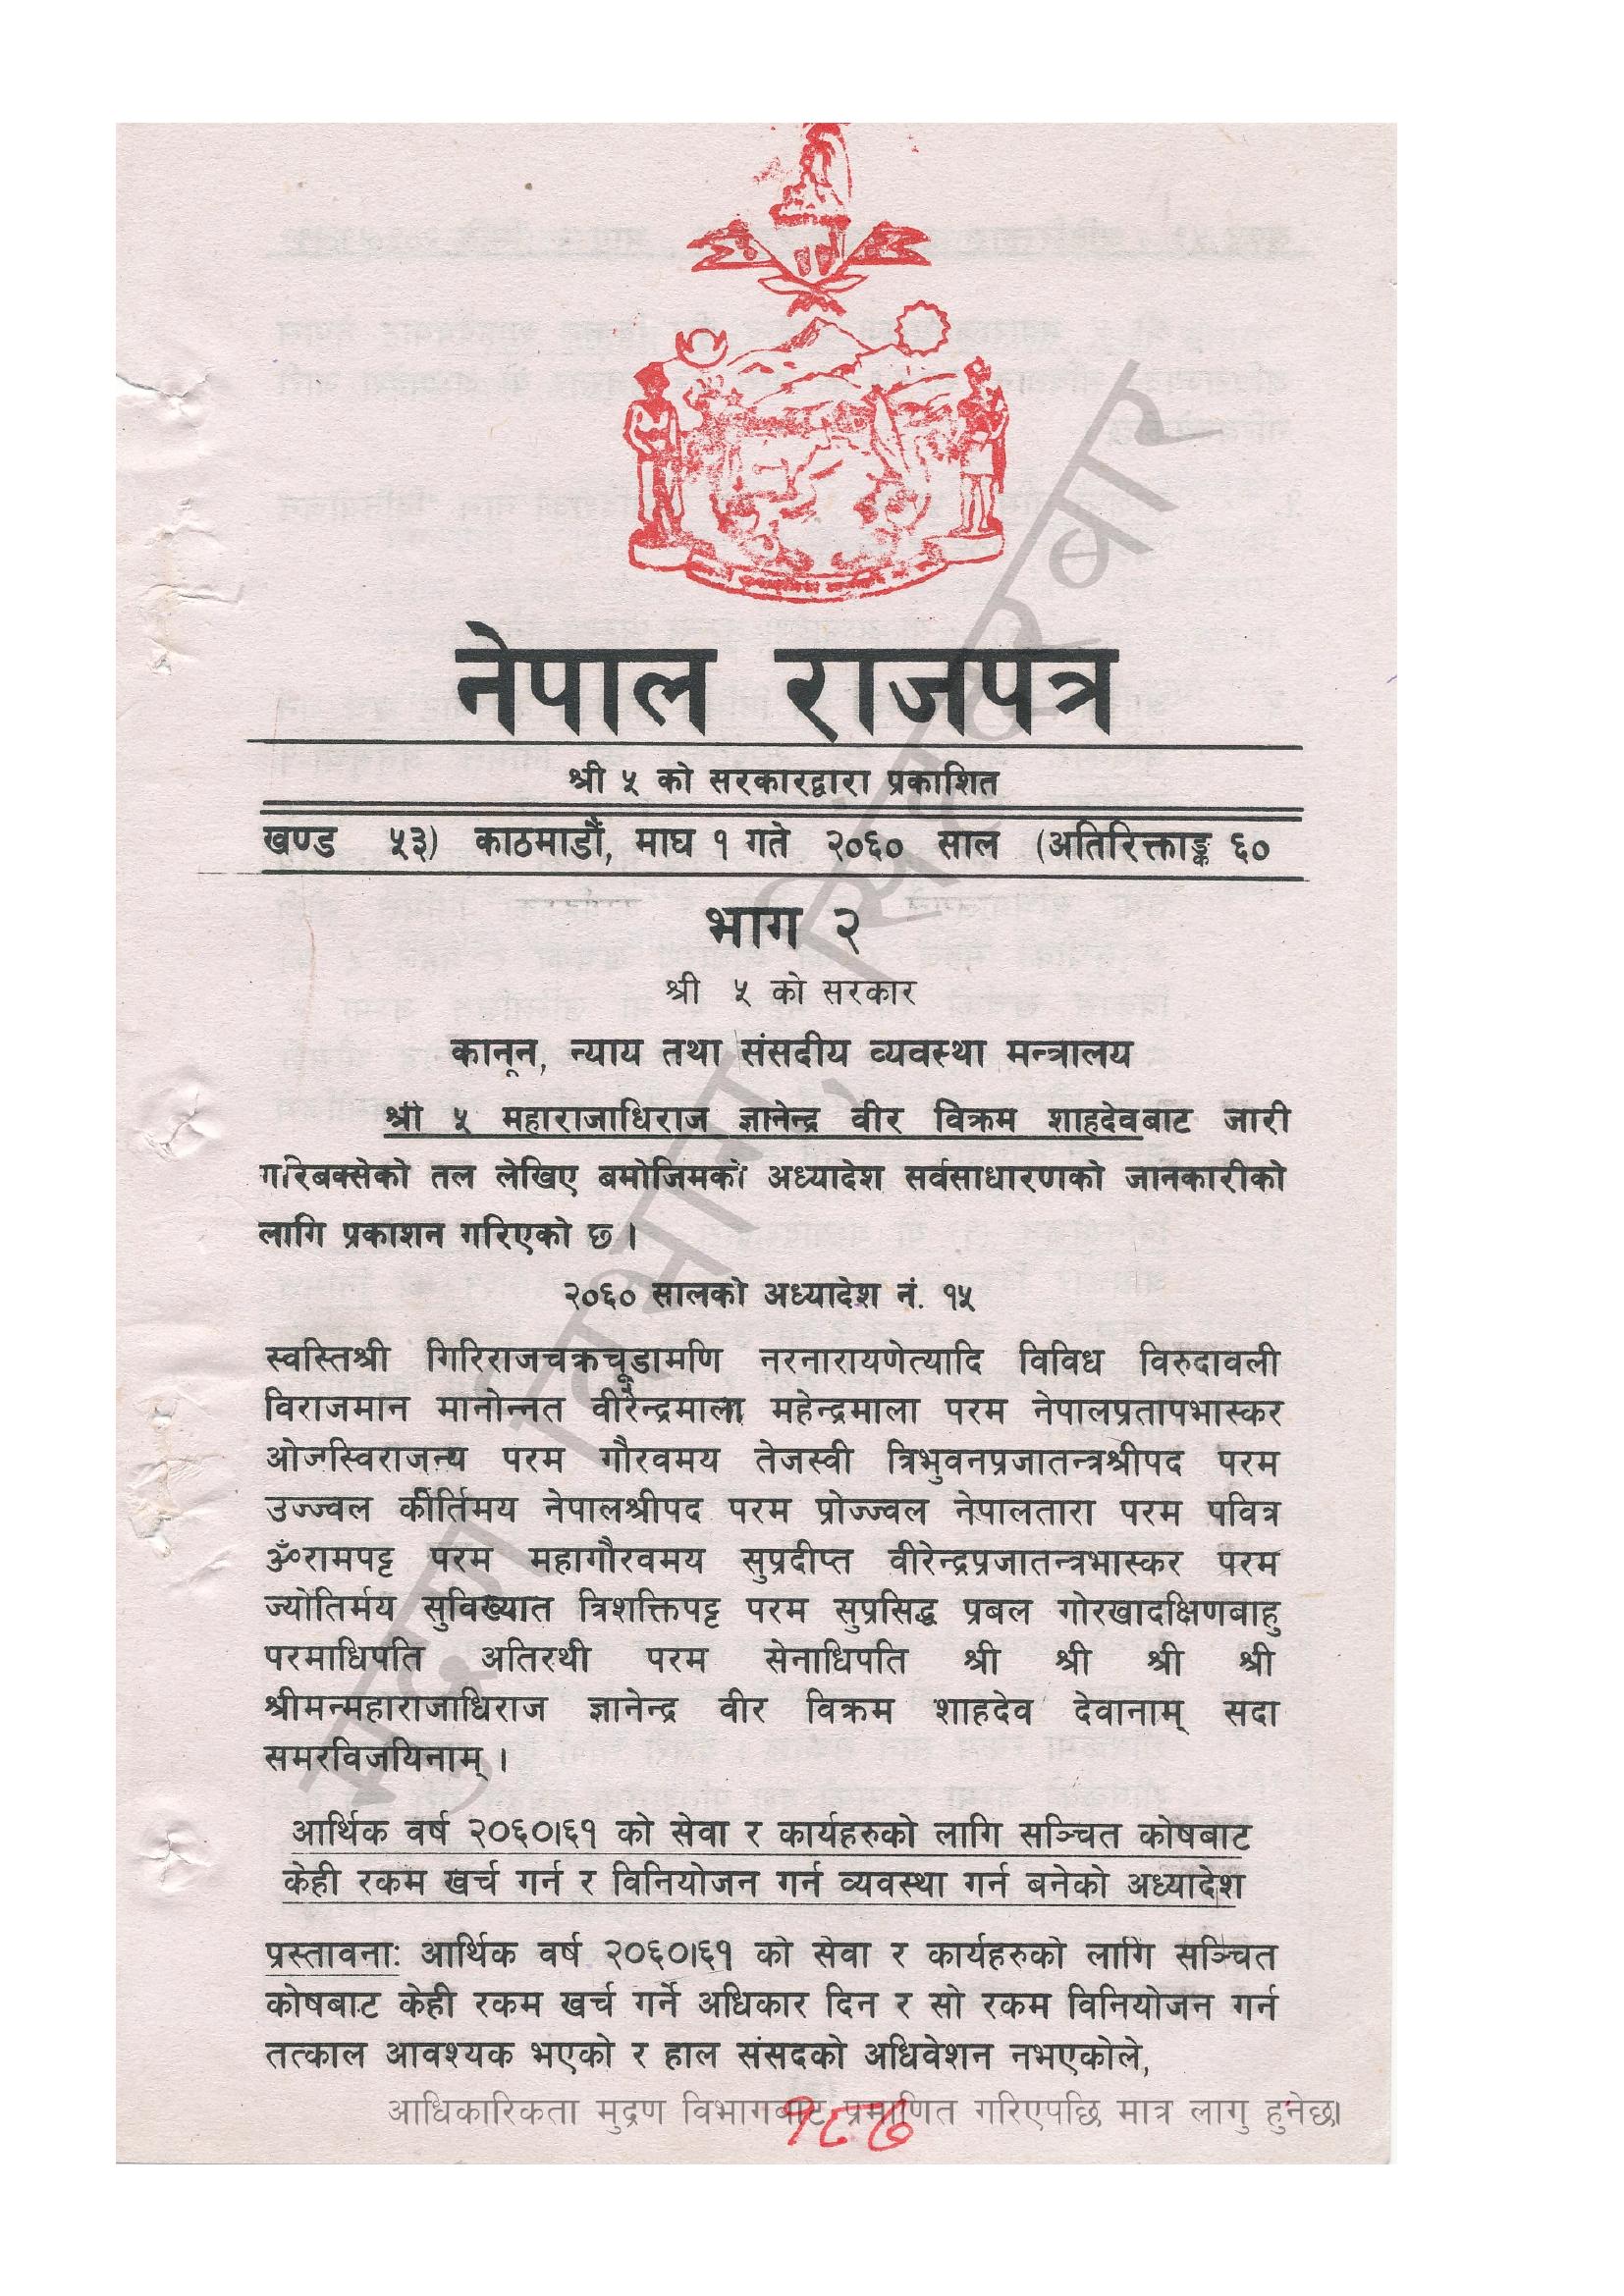 नेपाल राजपत्र
श्री ५ को सरकारद्वारा प्रकाशित
खण्ड ५३) काठमाडौं, माघ १ गते २०६० साल (अतिरिक्ताङ्क ६०
भाग २
श्री ५ को सरकार
कानून, न्याय तथा संसदीय व्यवस्था मन्त्रालय
श्री ५ महाराजाधिराज ज्ञानेन्द्र वीर विक्रम शाहदेवबाट जारी
गरिबक्सेको तल लेखिए बमोजिमको अध्यादेश सर्वसाधारणको जानकारीको
लागि प्रकाशन गरिएको छ ।
२०६० सालको अध्यादेश नं. १५
स्वस्तिश्री गिरिराजचक्रचूडामणि नरनारायणेत्यादि विविध विरुदावली
विराजमान मानोन्नत वीरेन्द्रमाला महेन्द्रमाला परम नेपालप्रतापभास्कर
ओजस्विराजन्य परम गौरवमय तेजस्वी त्रिभुवनप्रजातन्त्रश्रीपद परम
उज्ज्वल कीर्तिमय नेपालश्रीपद परम प्रोज्ज्वल नेपालतारा परम पवित्र
ॐरामपट्ट परम महागौरवमय सुप्रदीप्त वीरेन्द्रप्रजातन्त्रभास्कर परम
ज्योतिर्मय सुविख्यात त्रिशक्तिपट्ट परम सुप्रसिद्ध प्रबल गोरखादक्षिणबाहु
परमाधिपति अतिरथी परम सेनाधिपति श्री श्री श्री श्री
श्रीमन्महाराजाधिराज ज्ञानेन्द्र वीर विक्रम शाहदेव देवानाम् सदा
समरविजयिनाम् ।
आर्थिक वर्ष २०६०।६१ को सेवा र कार्यहरुको लागि सञ्चित कोषबाट
केही रकम खर्च गर्न र विनियोजन गर्न व्यवस्था गर्न बनेको अध्यादेश
प्रस्तावना: आर्थिक वर्ष २०६०।६१ को सेवा र कार्यहरुको लागि सञ्चित
कोषबाट केही रकम खर्च गर्ने अधिकार दिन र सो रकम विनियोजन गर्न
तत्काल आवश्यक भएको र हाल संसदको अधिवेशन नभएकोले,
आधिकारिकता मुद्रण विभागबाट प्रमाणित गरिएपछि मात्र लागु हुनेछ।
१८७
मुद्रण विभाग, सिंहदरवार